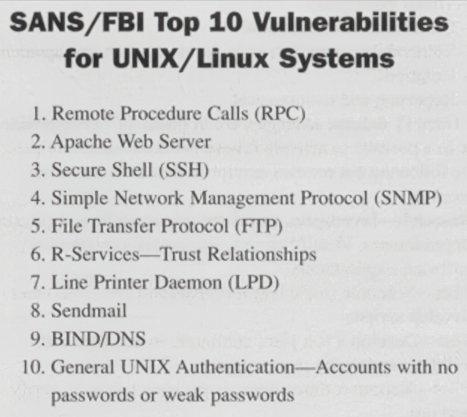 SANS/FBI Top 10 Vulnerabilities
for UNIX/Linux Systems
1. Remote Procedure Calls (RPC)
2. Apache Web Server
3. Secure Shell (SSH)
4. Simple Network Management Protocol (SNMP)
5. File Transfer Protocol (FTP)
6. R-Services—Trust Relationships
7. Line Printer Daemon (LPD)
8. Sendmail
9. BIND/DNS
10. General UNIX Authentication—Accounts with no
passwords or weak passwords